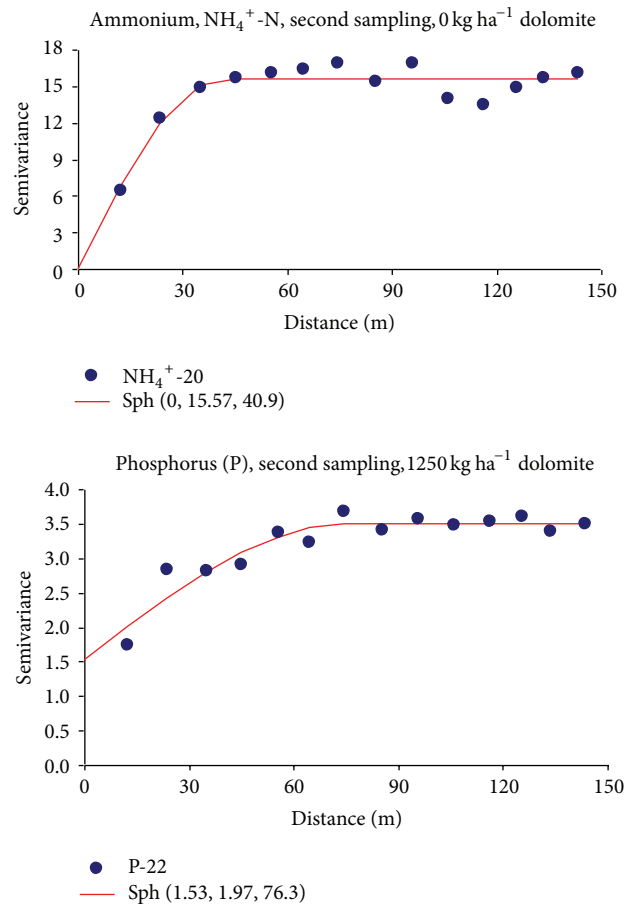 Ammonium, NH₄⁺-N, second sampling, 0 kg ha⁻¹ dolomite
18
15
12
9
6
3
0
Semivariance
0 30 60 90 120 150
Distance (m)
NH₄⁺-20
Sph (0, 15.57, 40.9)
Phosphorus (P), second sampling, 1250 kg ha⁻¹ dolomite
4.0
3.5
3.0
2.5
2.0
1.5
1.0
0.5
0.0
Semivariance
0 30 60 90 120 150
Distance (m)
P-22
Sph (1.53, 1.97, 76.3)